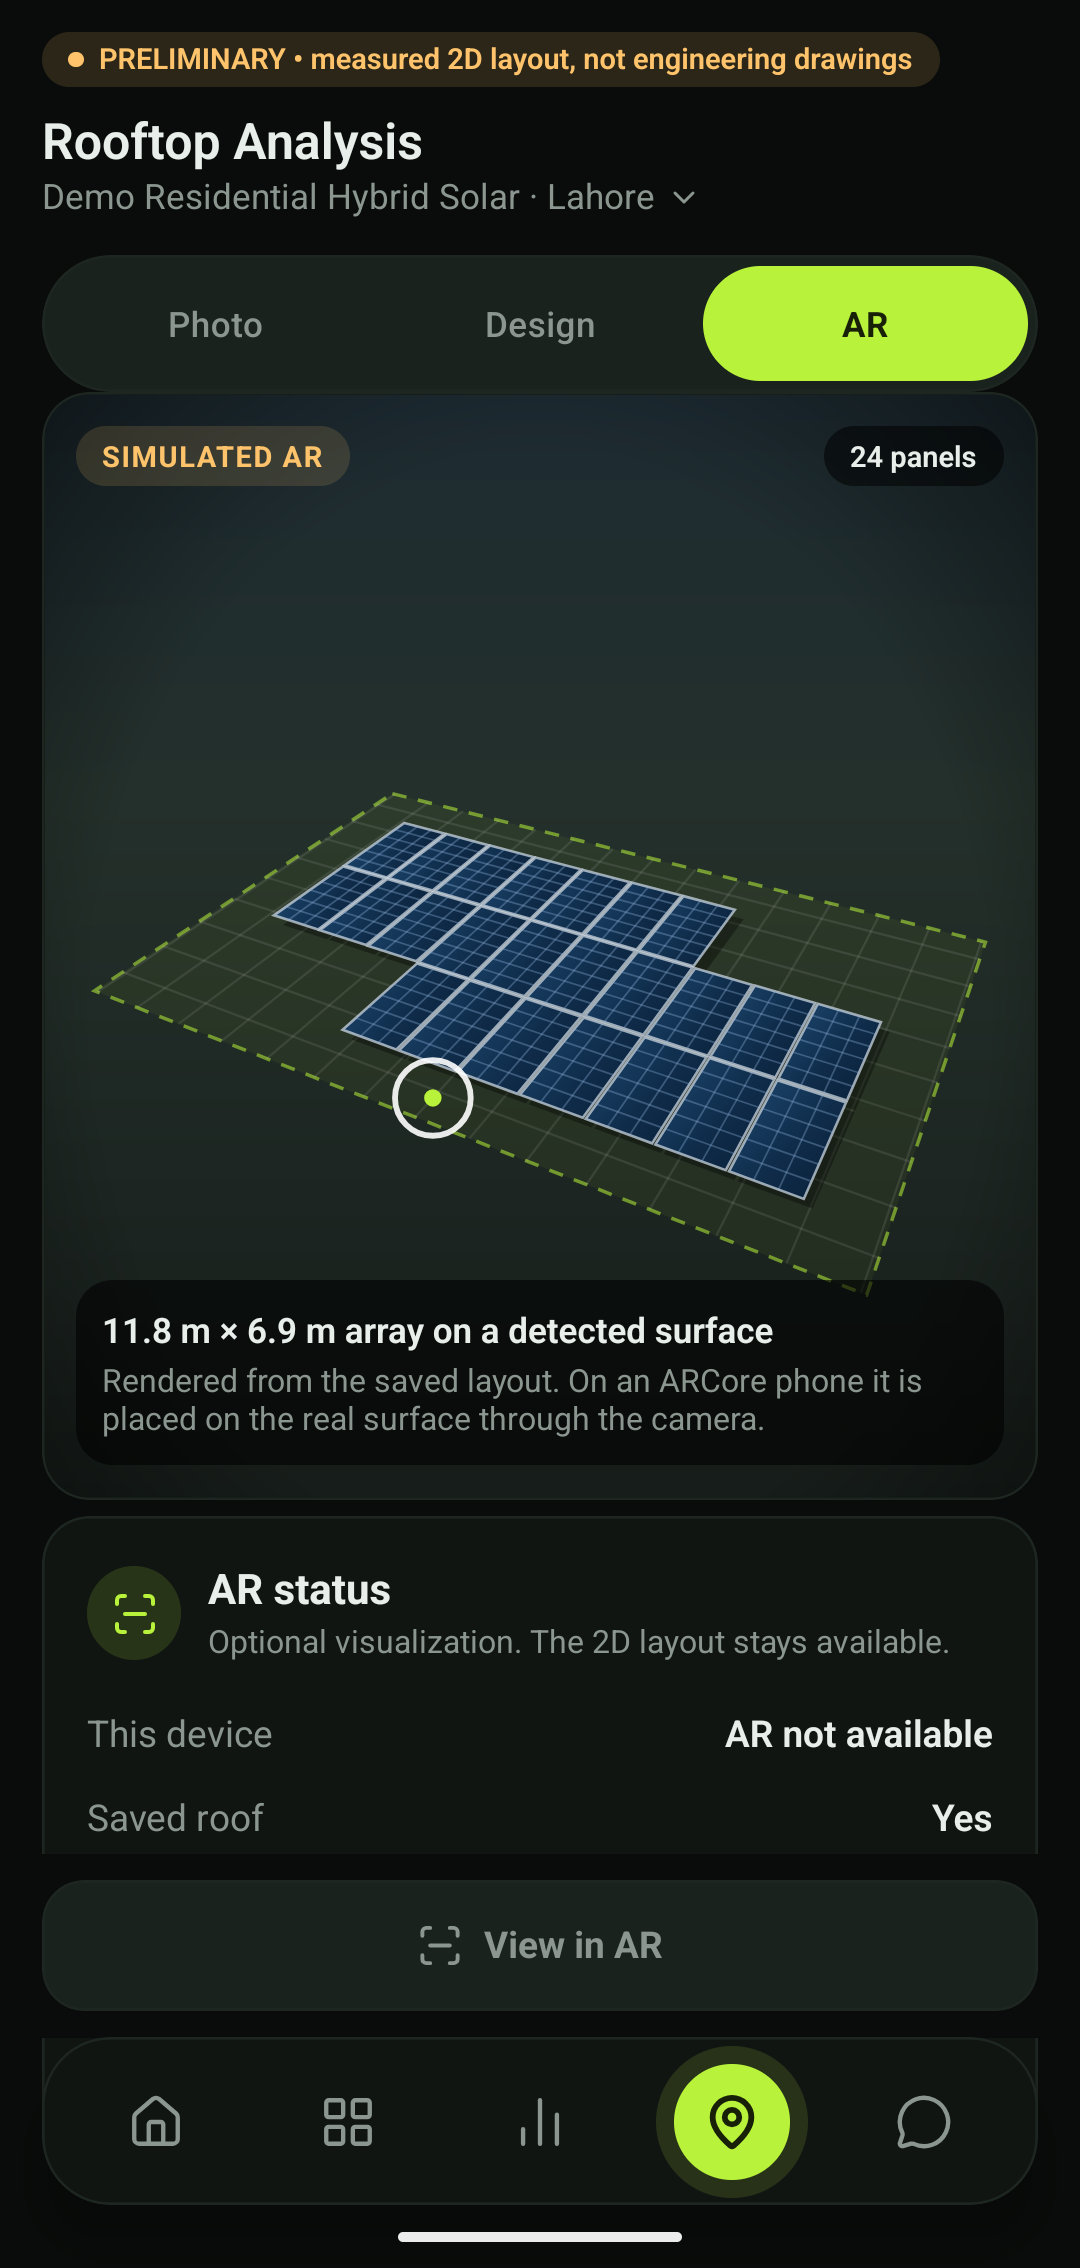 PRELIMINARY • measured 2D layout, not engineering drawings
Rooftop Analysis
Demo Residential Hybrid Solar · Lahore
Photo
Design
AR
SIMULATED AR
24 panels
11.8 m × 6.9 m array on a detected surface
Rendered from the saved layout. On an ARCore phone it is
placed on the real surface through the camera.
AR status
Optional visualization. The 2D layout stays available.
This device
AR not available
Saved roof
Yes
View in AR